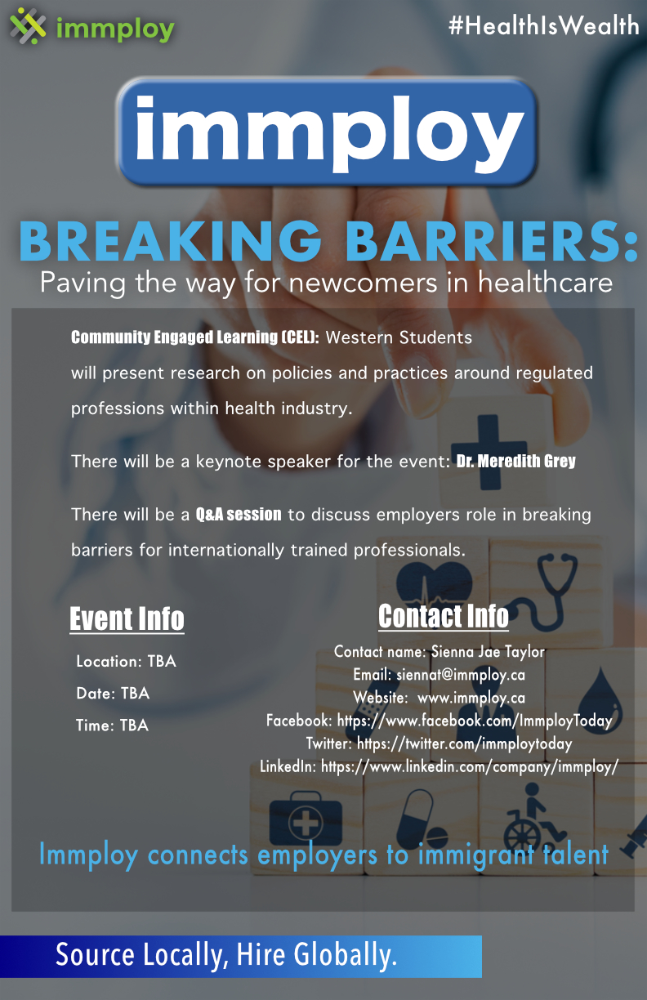 immploy
#HealthIsWealth
immploy
BREAKING BARRIERS:
Paving the way for newcomers in healthcare
Community Engaged Learning (CEL): Western Students
will present research on policies and practices around regulated
professions within health industry.
There will be a keynote speaker for the event: Dr. Meredith Grey
There will be a Q&A session to discuss employers role in breaking
barriers for internationally trained professionals.
Event Info
Location: TBA
Date: TBA
Time: TBA
Contact Info
Contact name: Sienna Jae Taylor
Email: siennat@immploy.ca
Website: www.immploy.ca
Facebook: https://www.facebook.com/ImmployToday
Twitter: https://twitter.com/immploytoday
LinkedIn: https://www.linkedin.com/company/immploy/
Immploy connects employers to immigrant talent
Source Locally, Hire Globally.